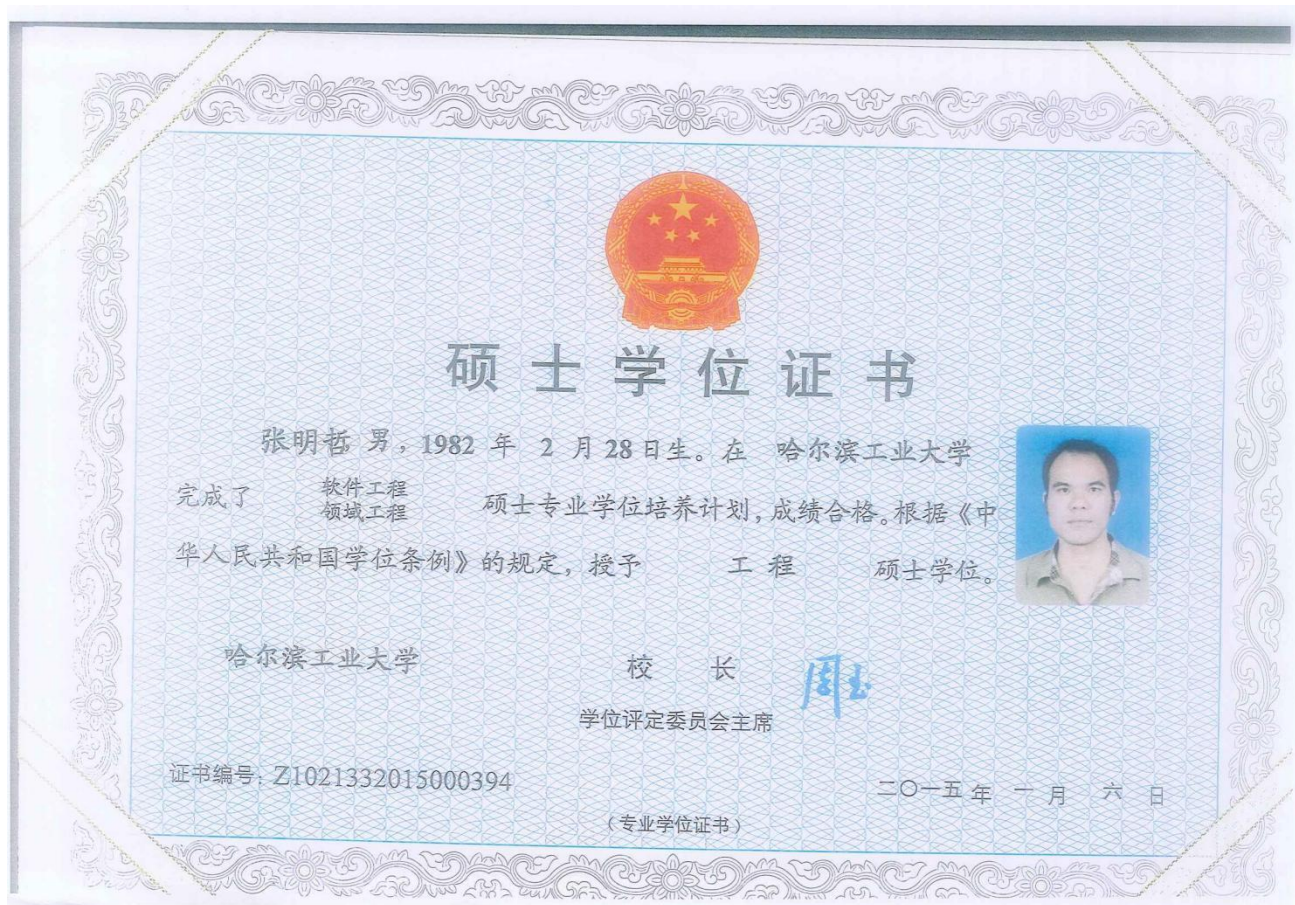 硕士学位证书
张明哲 男，1982 年 2 月 28 日生。在 哈尔滨工业大学
完成了 软件工程 硕士专业学位培养计划，成绩合格。根据《中
领域工程
华人民共和国学位条例》的规定，授予 工 程 硕士学位。
哈尔滨工业大学
校 长 周玉
学位评定委员会主席
证书编号：Z1021332015000394
二〇一五 年 一 月 六 日
（专业学位证书）